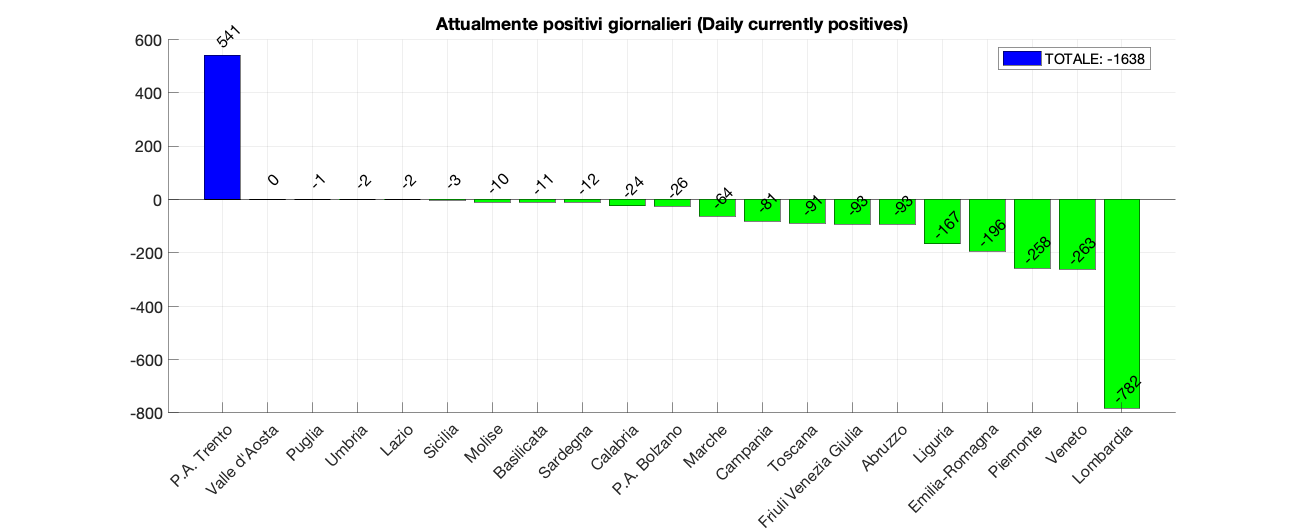 Attualmente positivi giornalieri (Daily currently positives)
TOTALE: -1638
600
400
200
0
-200
-400
-600
-800
541
0
-1
-2
-2
-3
-10
-11
-12
-24
-26
-64
-81
-91
-93
-93
-167
-196
-258
-263
-782
P.A. Trento
Valle d'Aosta
Puglia
Umbria
Lazio
Sicilia
Molise
Basilicata
Sardegna
Calabria
P.A. Bolzano
Marche
Campania
Toscana
Friuli Venezia Giulia
Abruzzo
Liguria
Emilia-Romagna
Piemonte
Veneto
Lombardia